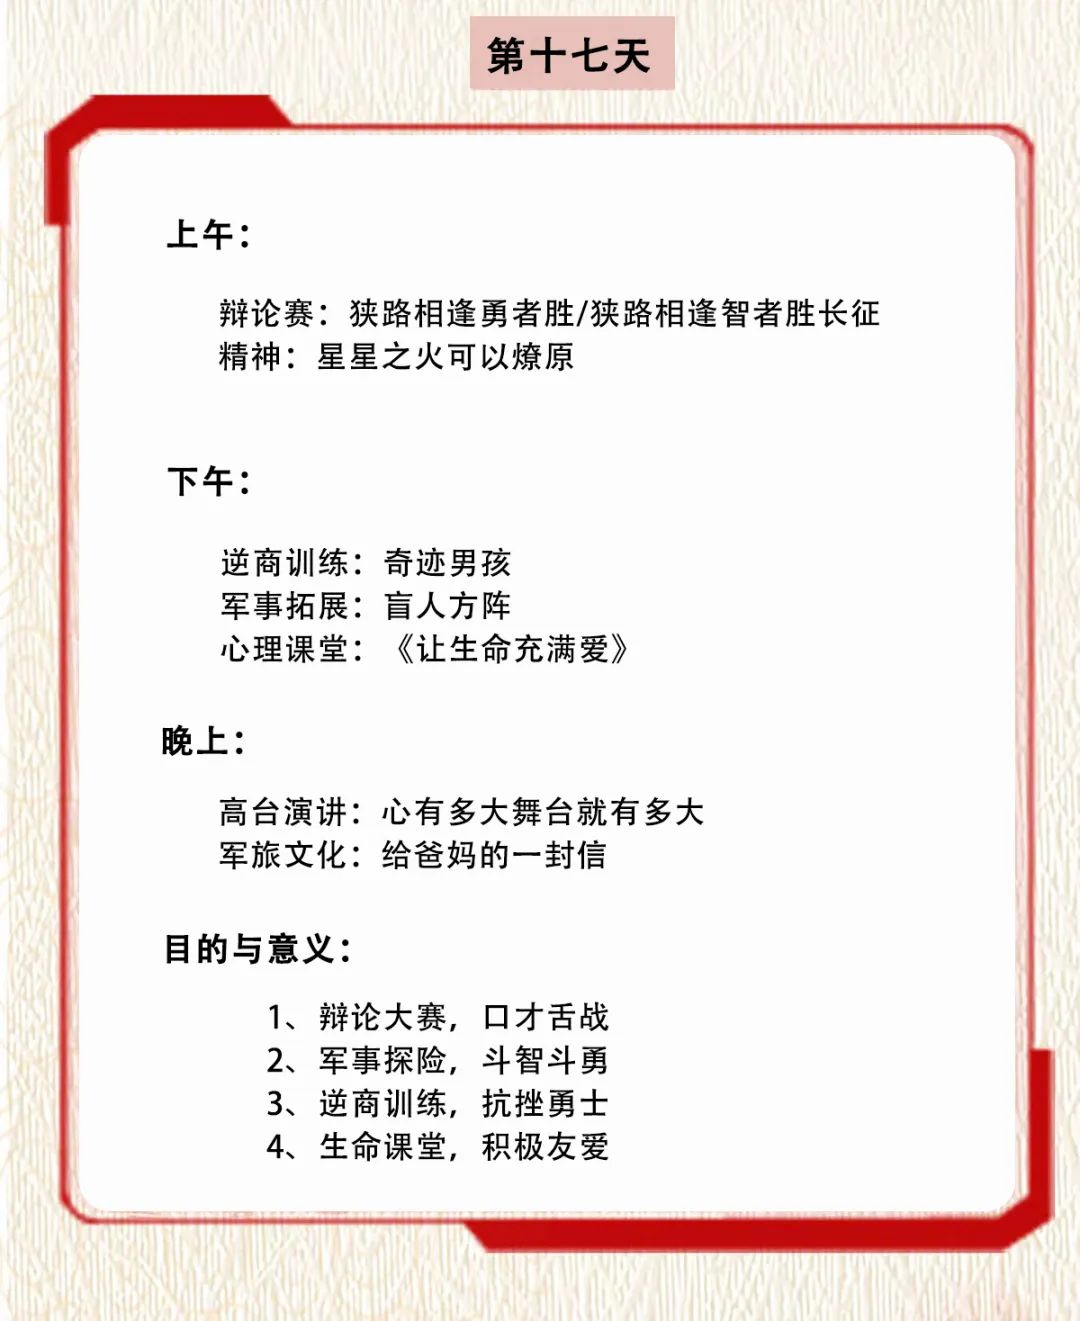 第十七天
上午：
辩论赛：狭路相逢勇者胜/狭路相逢智者胜长征
精神：星星之火可以燎原
下午：
逆商训练：奇迹男孩
军事拓展：盲人方阵
心理课堂：《让生命充满爱》
晚上：
高台演讲：心有多大舞台就有多大
军旅文化：给爸妈的一封信
目的与意义：
1、辩论大赛，口才舌战
2、军事探险，斗智斗勇
3、逆商训练，抗挫勇士
4、生命课堂，积极友爱